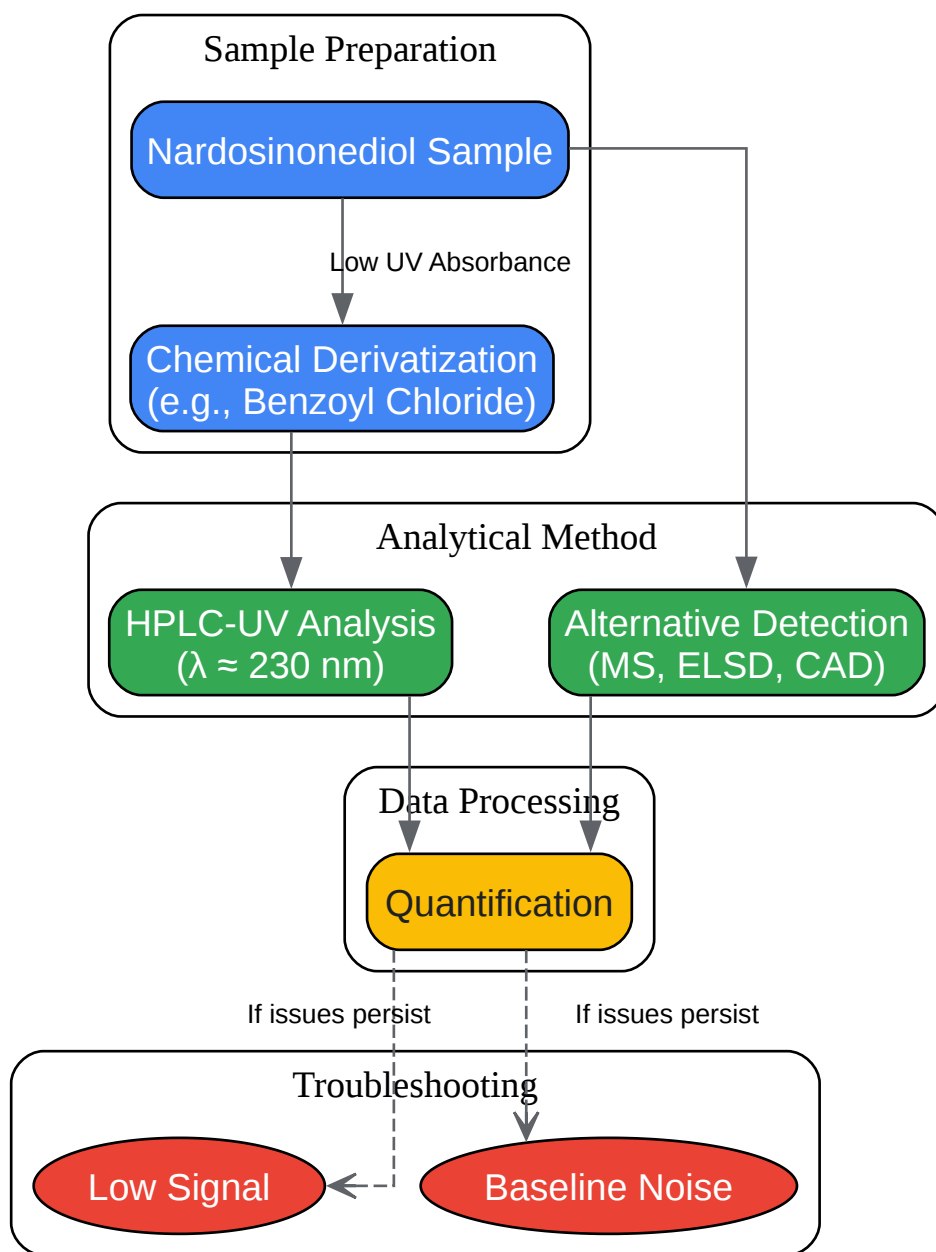 Sample Preparation
Nardosinonediol Sample
Low UV Absorbance
Chemical Derivatization
(e.g., Benzoyl Chloride)
Analytical Method
HPLC-UV Analysis
(λ ≈ 230 nm)
Alternative Detection
(MS, ELSD, CAD)
Data Processing
Quantification
If issues persist
If issues persist
Troubleshooting
Low Signal
Baseline Noise